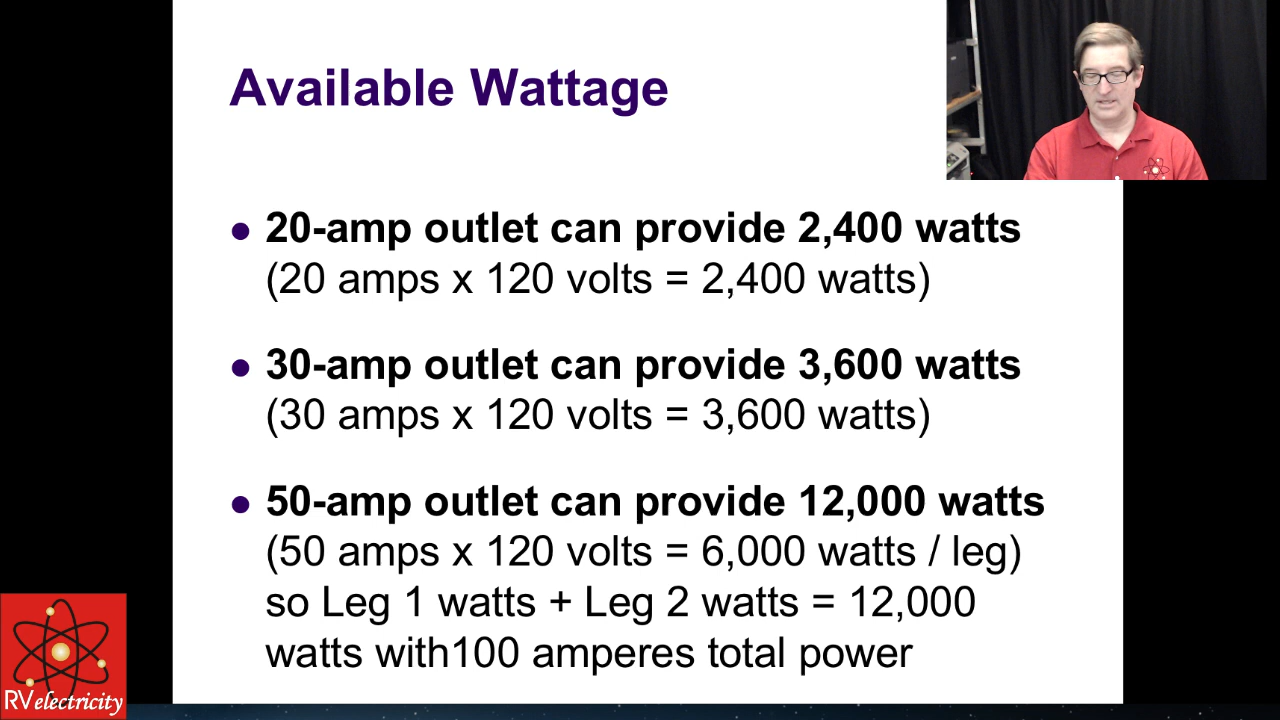 Available Wattage
● 20-amp outlet can provide 2,400 watts
(20 amps x 120 volts = 2,400 watts)
● 30-amp outlet can provide 3,600 watts
(30 amps x 120 volts = 3,600 watts)
● 50-amp outlet can provide 12,000 watts
(50 amps x 120 volts = 6,000 watts / leg)
so Leg 1 watts + Leg 2 watts = 12,000
watts with100 amperes total power
RVelectricity